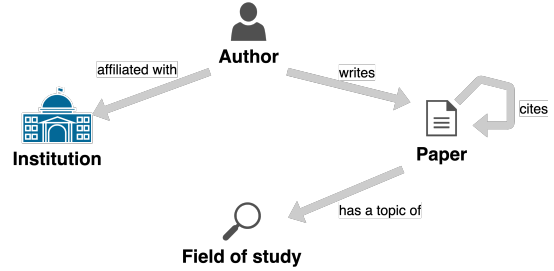 Author
affiliated with
writes
cites
Institution
Paper
has a topic of
Field of study